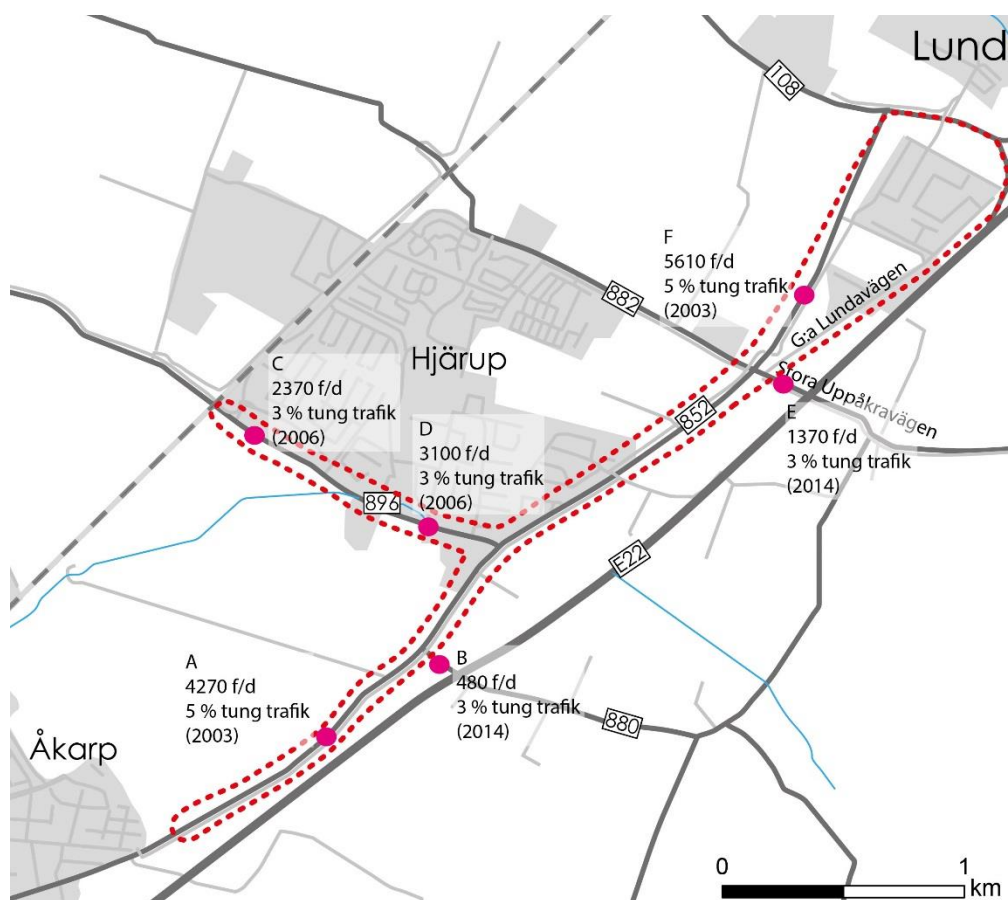 Lund
108
F
5610 f/d
5 % tung trafik
(2003)
882
G:a Lundavägen
Hjärup
C
2370 f/d
3 % tung trafik
(2006)
Stora Uppåkravägen
852
D
3100 f/d
3 % tung trafik
(2006)
E
1370 f/d
3 % tung trafik
(2014)
896
E22
A
4270 f/d
5 % tung trafik
(2003)
B
480 f/d
3 % tung trafik
(2014)
880
Åkarp
0 1
km